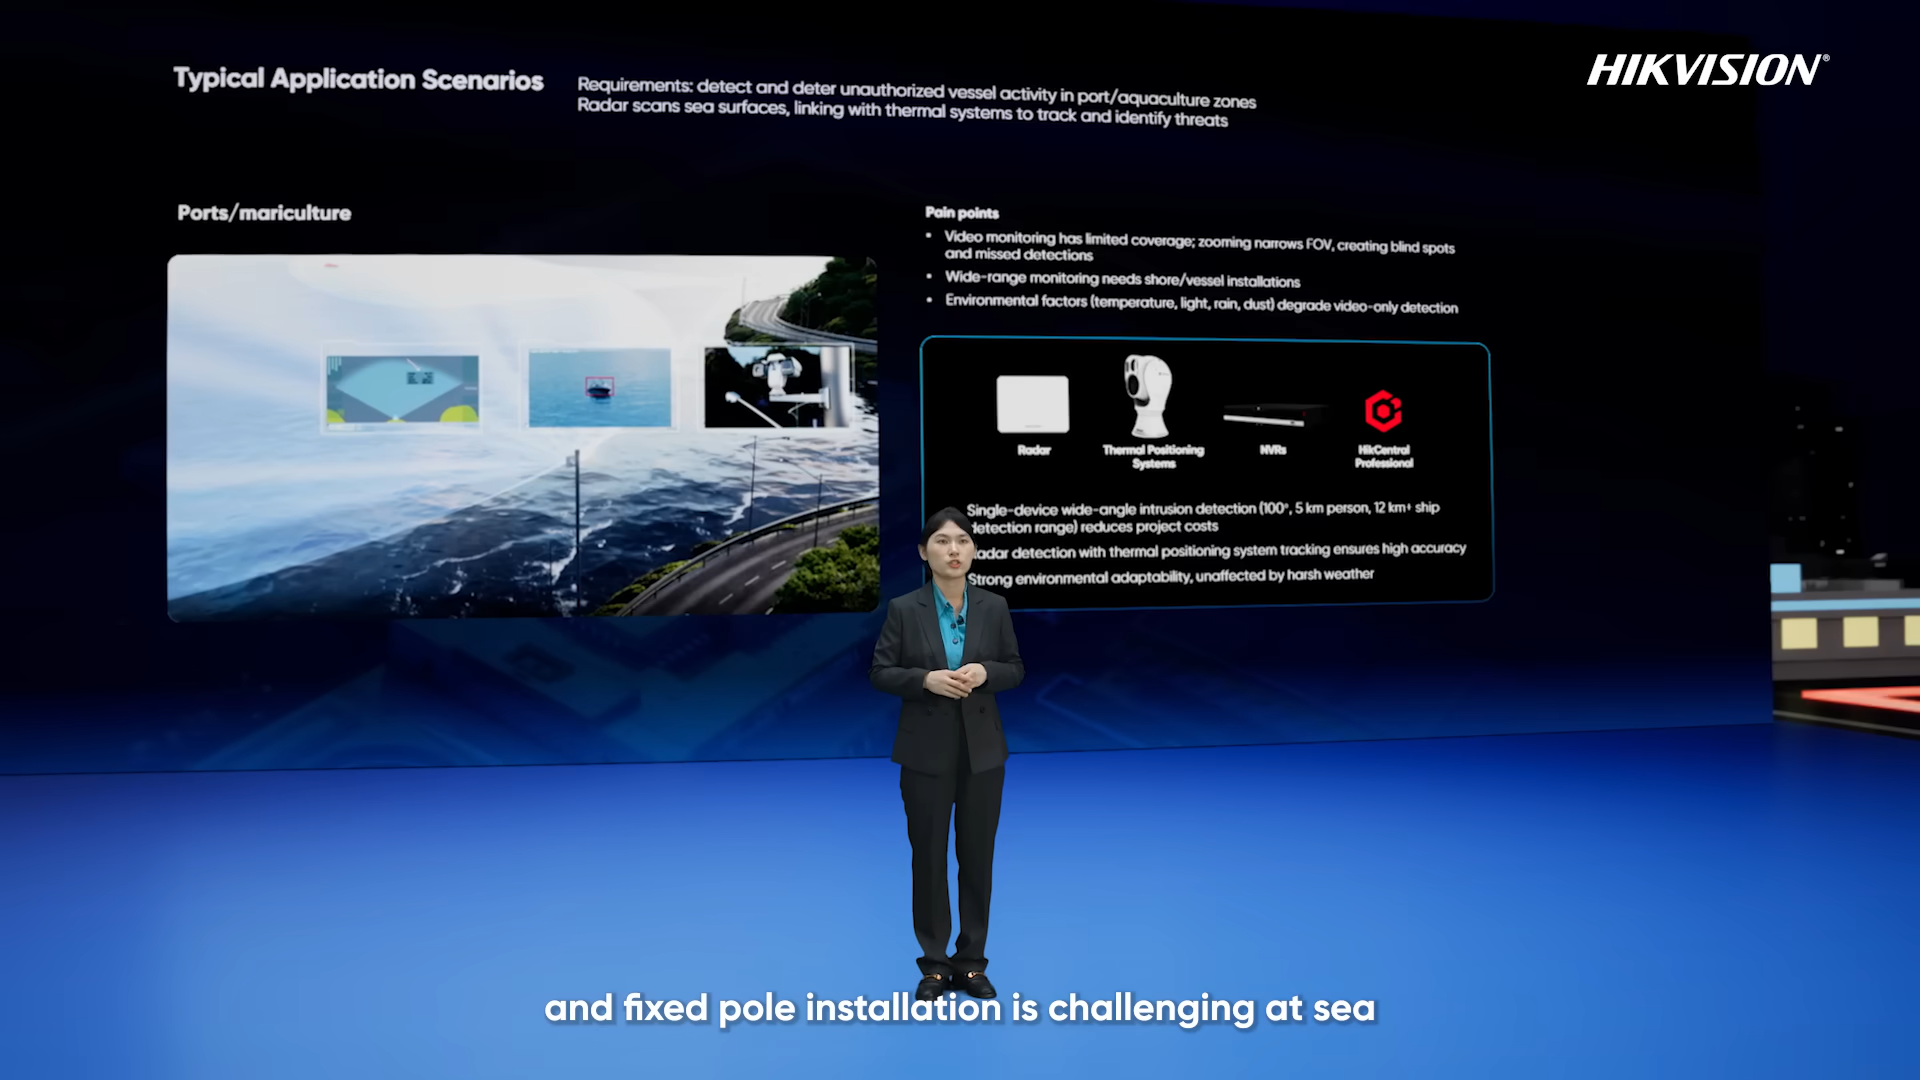 HIKVISION®
Typical Application Scenarios
Requirements: detect and deter unauthorized vessel activity in port/aquaculture zones
Radar scans sea surfaces, linking with thermal systems to track and identify threats
Ports/mariculture
Pain points
• Video monitoring has limited coverage; zooming narrows FOV, creating blind spots
and missed detections
• Wide-range monitoring needs shore/vessel installations
• Environmental factors (temperature, light, rain, dust) degrade video-only detection
Radar
Thermal Positioning
Systems
NVRs
HikCentral
Professional
Single-device wide-angle intrusion detection (100°, 5 km person, 12 km+ ship
detection range) reduces project costs
adar detection with thermal positioning system tracking ensures high accuracy
Strong environmental adaptability, unaffected by harsh weather
and fixed pole installation is challenging at sea